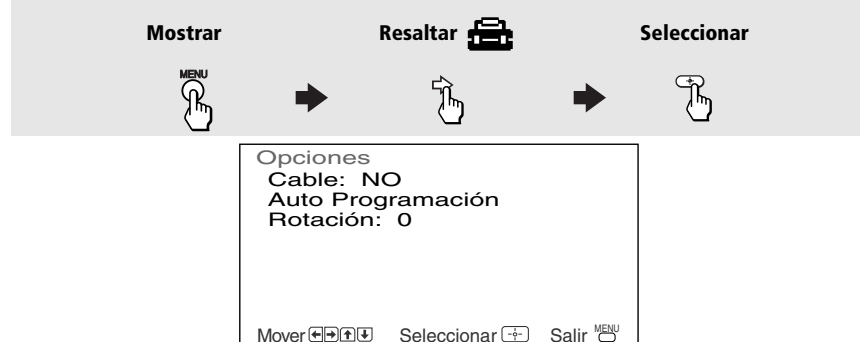 Mostrar
Resaltar
Seleccionar
MENU
Opciones
Cable: NO
Auto Programación
Rotación: 0
Mover Seleccionar Salir MENU